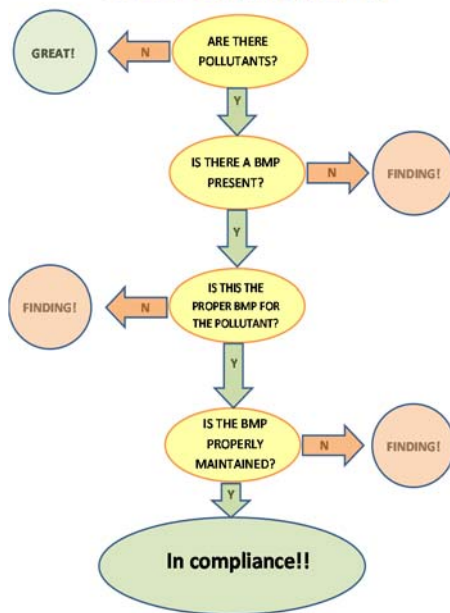 ARE THERE
POLLUTANTS?
N
GREAT!
Y
IS THERE A BMP
PRESENT?
N
FINDING!
Y
IS THIS THE
PROPER BMP FOR
THE POLLUTANT?
N
FINDING!
Y
IS THE BMP
PROPERLY
MAINTAINED?
N
FINDING!
Y
In compliance!!